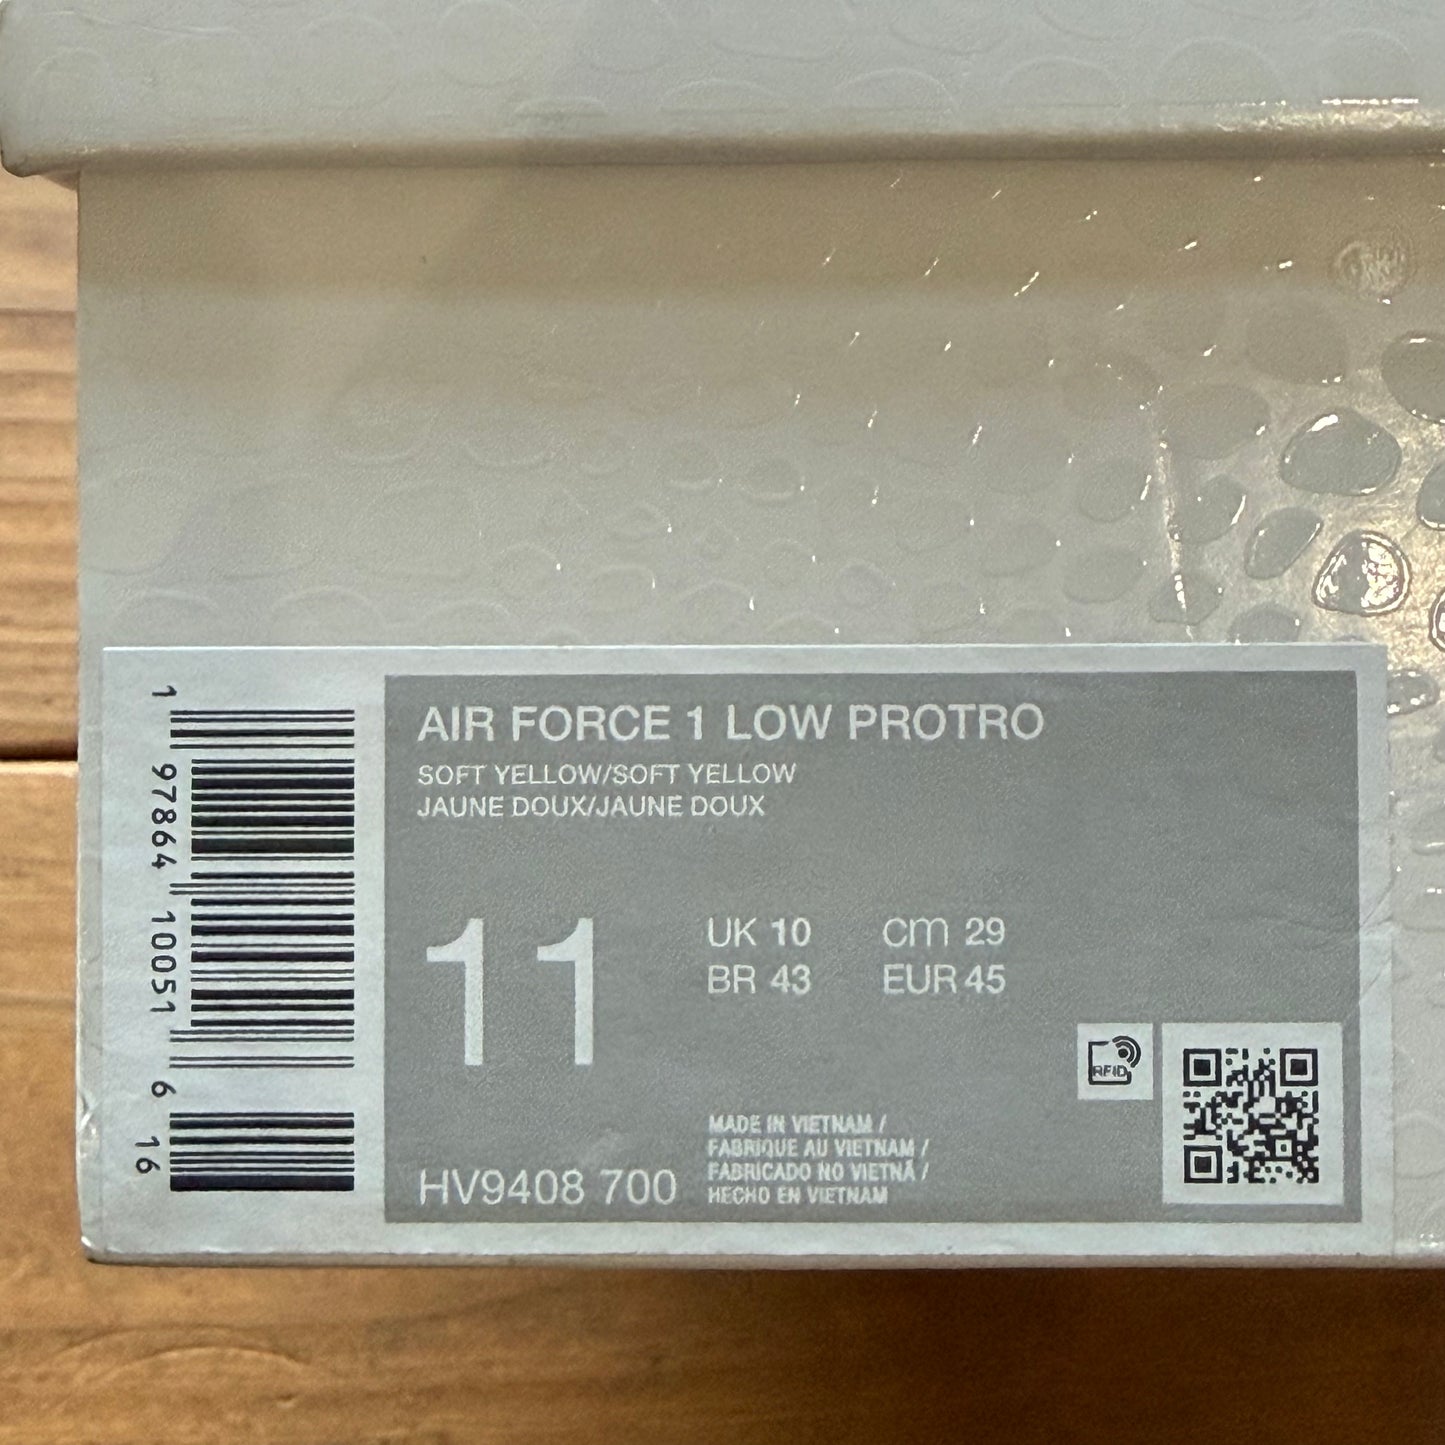 AIR FORCE 1 LOW PROTRO
SOFT YELLOW/SOFT YELLOW
JAUNE DOUX/JAUNE DOUX
11
UK 10 cm 29
BR 43 EUR 45
RFID
HV9408 700
MADE IN VIETNAM /
FABRIQUE AU VIETNAM /
FABRICADO NO VIETNÃ /
HECHO EN VIETNAM
1 97864 10051 6
16